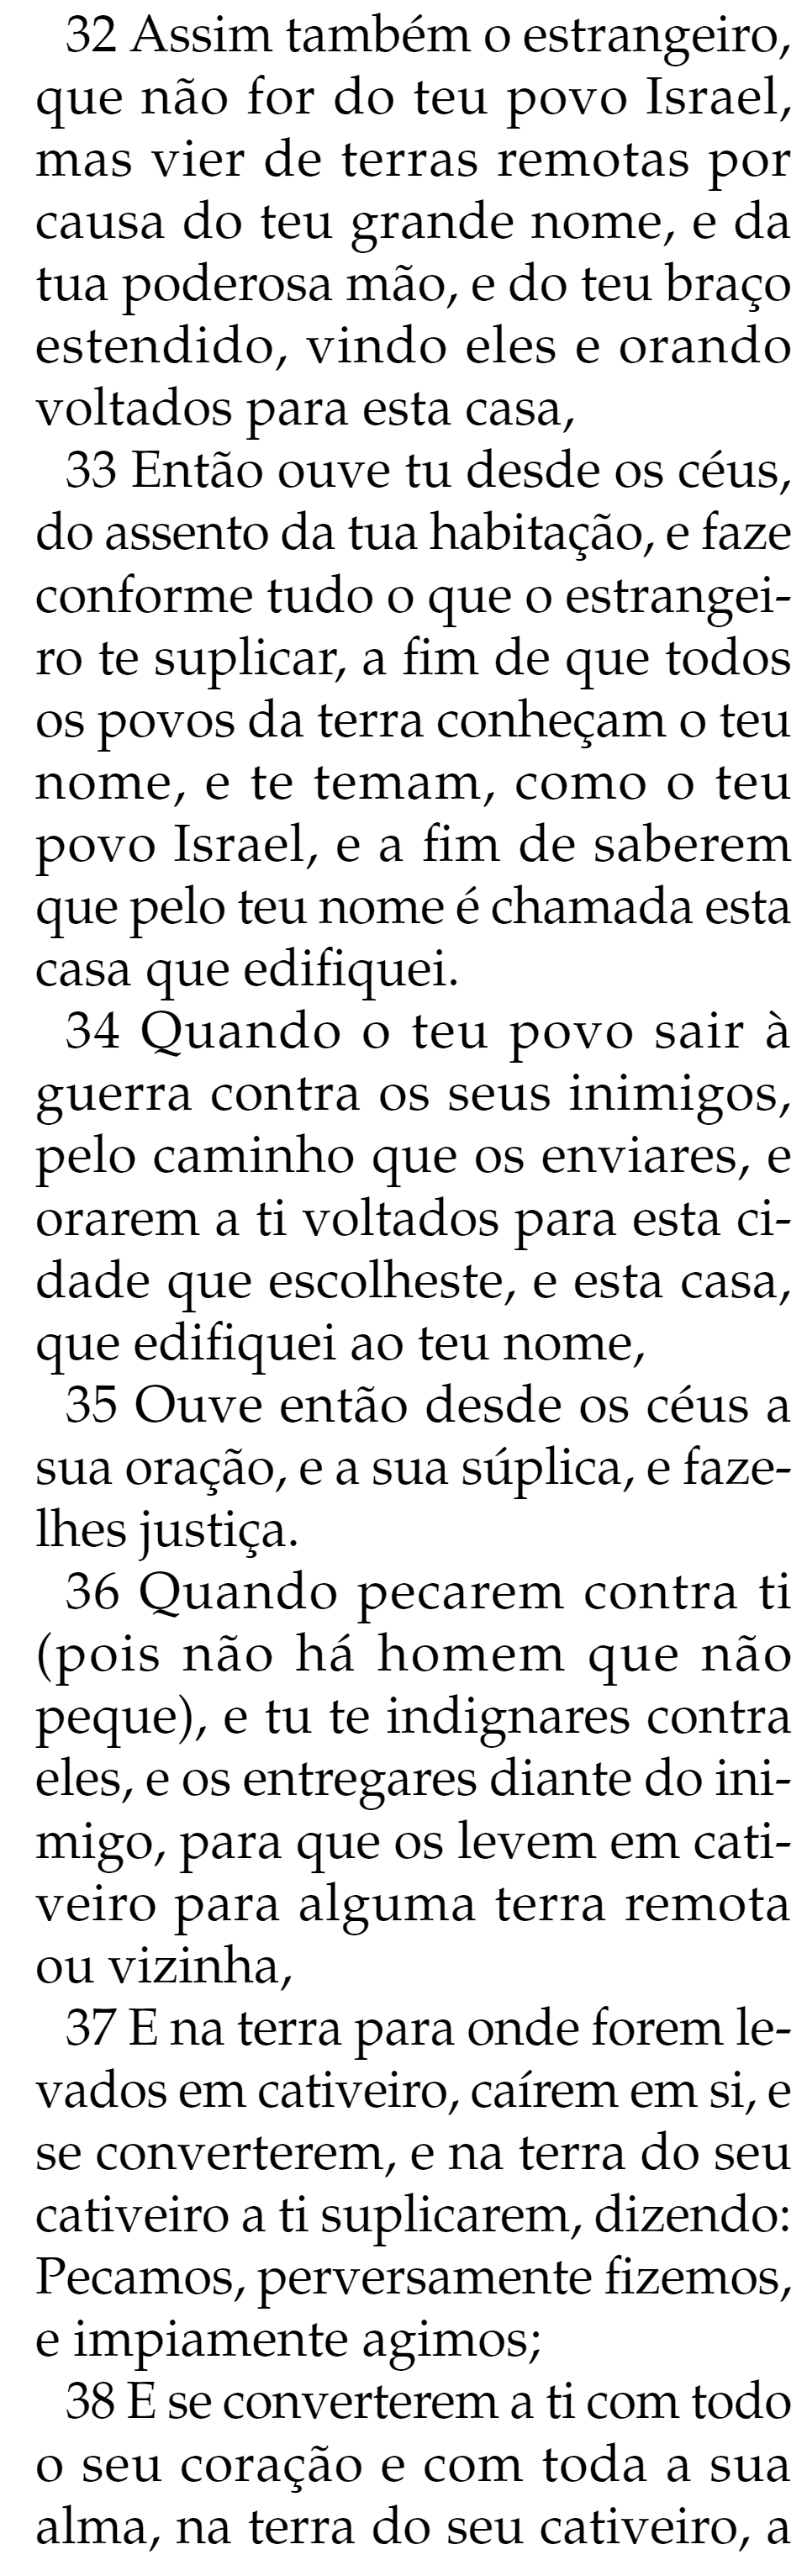 32 Assim também o estrangeiro,
que não for do teu povo Israel,
mas vier de terras remotas por
causa do teu grande nome, e da
tua poderosa mão, e do teu braço
estendido, vindo eles e orando
voltados para esta casa,
33 Então ouve tu desde os céus,
do assento da tua habitação, e faze
conforme tudo o que o estrangei-
ro te suplicar, a fim de que todos
os povos da terra conheçam o teu
nome, e te temam, como o teu
povo Israel, e a fim de saberem
que pelo teu nome é chamada esta
casa que edifiquei.
34 Quando o teu povo sair à
guerra contra os seus inimigos,
pelo caminho que os enviares, e
orarem a ti voltados para esta ci-
dade que escolheste, e esta casa,
que edifiquei ao teu nome,
35 Ouve então desde os céus a
sua oração, e a sua súplica, e faze-
lhes justiça.
36 Quando pecarem contra ti
(pois não há homem que não
peque), e tu te indignares contra
eles, e os entregares diante do ini-
migo, para que os levem em cati-
veiro para alguma terra remota
ou vizinha,
37 E na terra para onde forem le-
vados em cativeiro, caírem em si, e
se converterem, e na terra do seu
cativeiro a ti suplicarem, dizendo:
Pecamos, perversamente fizemos,
e impiamente agimos;
38 E se converterem a ti com todo
o seu coração e com toda a sua
alma, na terra do seu cativeiro, a